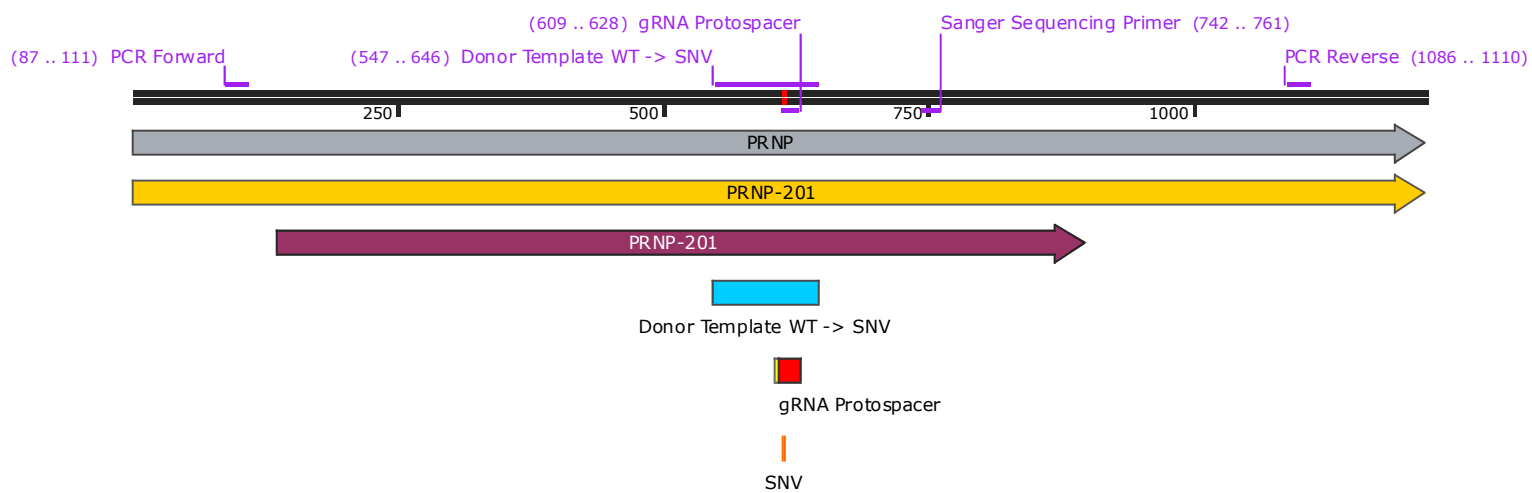 (609 .. 628) gRNA Protospacer
Sanger Sequencing Primer (742 .. 761)
(87 .. 111) PCR Forward
(547 .. 646) Donor Template WT -> SNV
PCR Reverse (1086 .. 1110)
250
500
750
1000
PRNP
PRNP-201
PRNP-201
Donor Template WT -> SNV
gRNA Protospacer
SNV